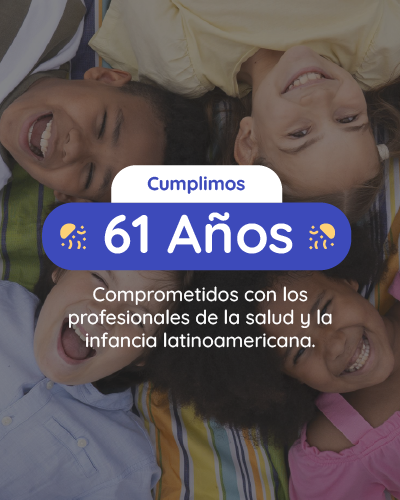 Cumplimos
61 Años
Comprometidos con los
profesionales de la salud y la
infancia latinoamericana.